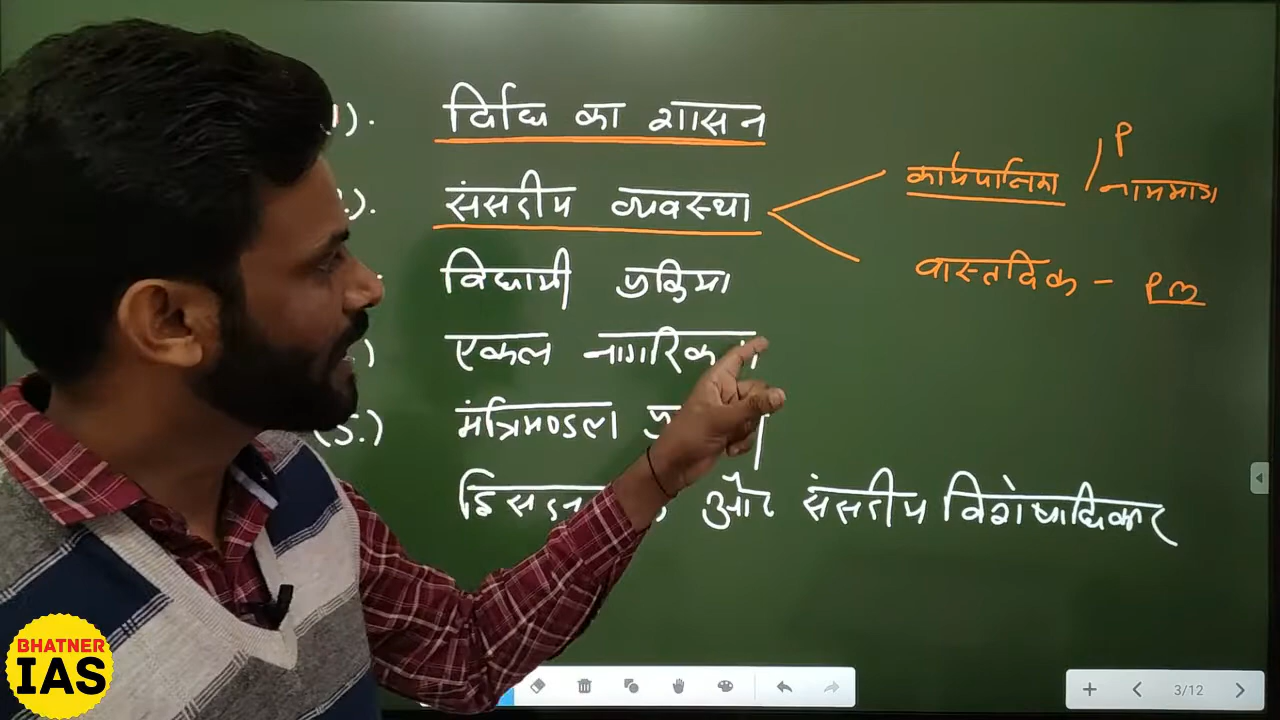 1). विधि का शासन
.). संसदीय व्यवस्था
कार्यपालिका / P
नाममात्र
वास्तविक - PM
विधायी प्रक्रिया
) एकल नागरिकता
(5.) मंत्रिमण्डल
और संसदीय विशेषाधिकार
BHATNER
IAS
3/12